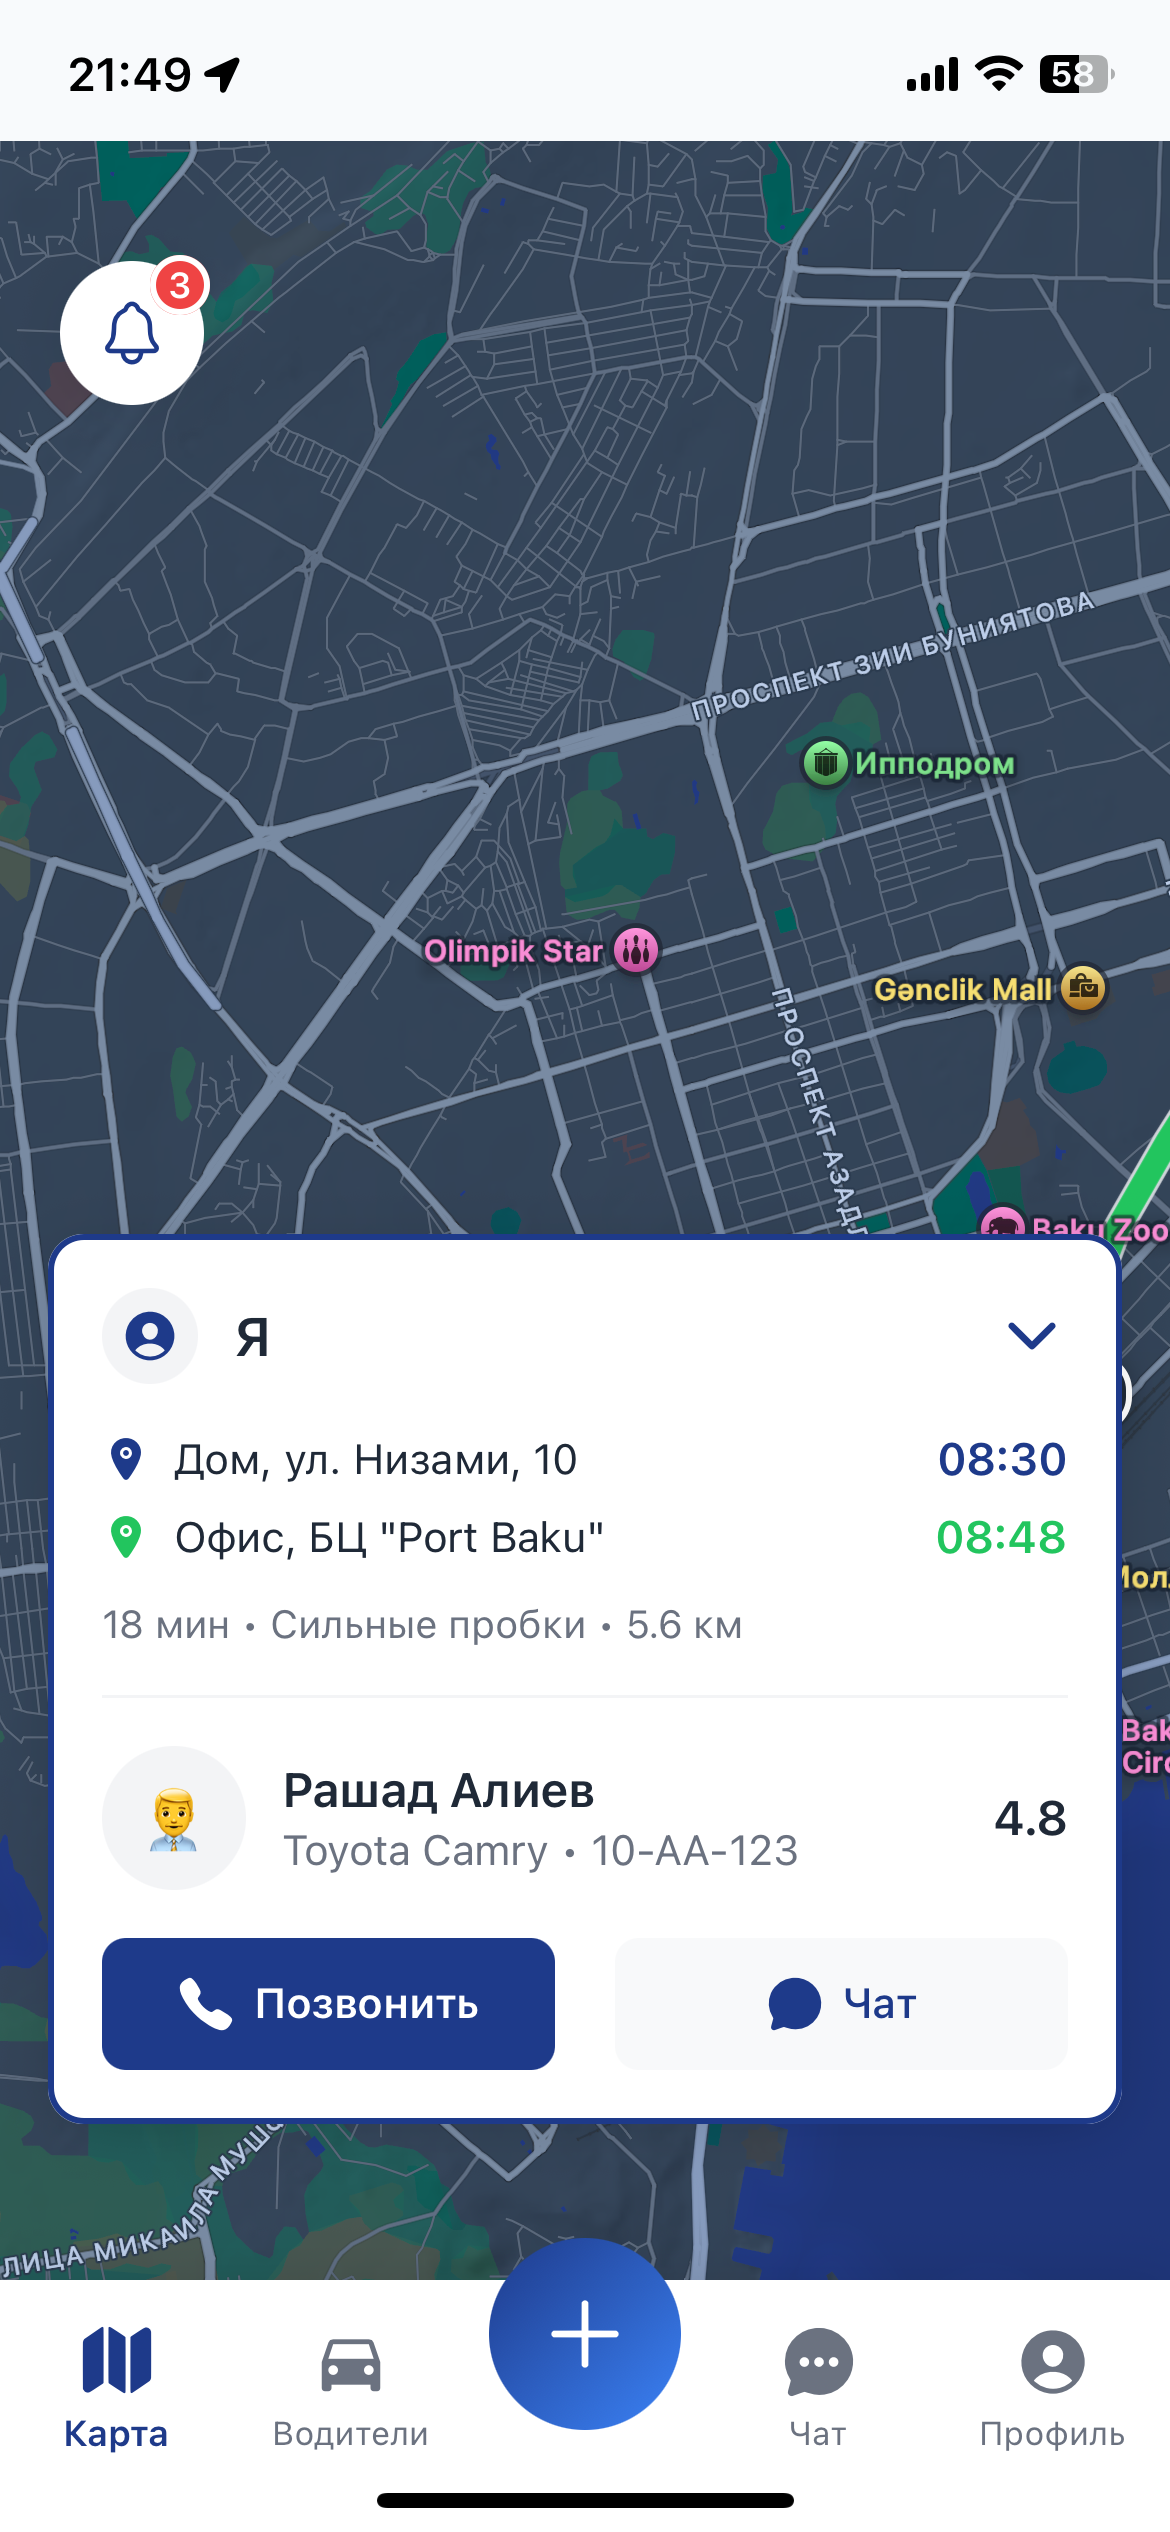 21:49
58
3
ПРОСПЕКТ ЗИИ БУНИЯТОВА
Ипподром
Olimpik Star
Gənclik Mall
ПРОСПЕКТ АЗАДЛ
Baku Zoo
Я
Дом, ул. Низами, 10 08:30
Офис, БЦ "Port Baku" 08:48
18 мин • Сильные пробки • 5.6 км
Bak
Circ
Рашад Алиев
4.8
Toyota Camry • 10-AA-123
Позвонить Чат
ЛИЦА МИКАИЛА МУШ
Карта Водители Чат Профиль